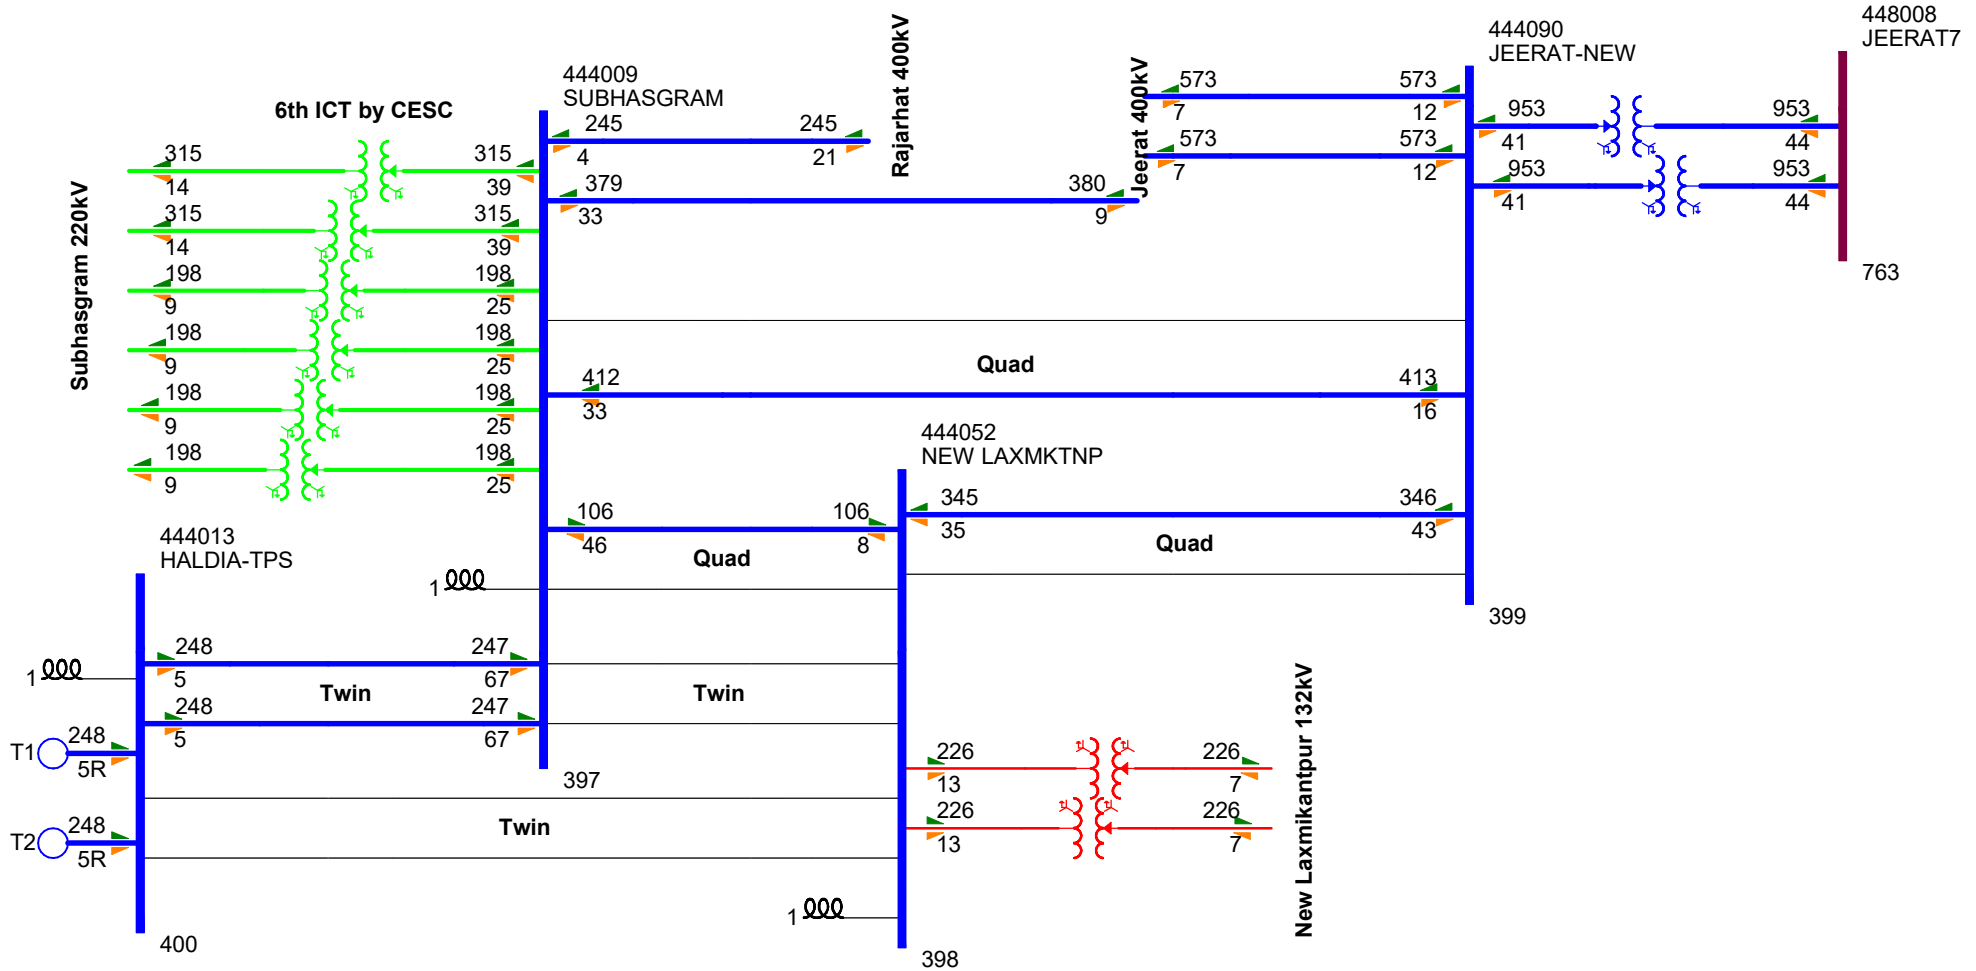 448008
JEERAT7
444090
JEERAT-NEW
444009
SUBHASGRAM
6th ICT by CESC
Rajarhat 400kV
Jeerat 400kV
Subhasgram 220kV
245 245
4 21
379 380
33 9
573 573
7 12
573 573
7 12
953 953
41 44
953 953
41 44
763
315 315
14 39
315 315
14 39
198 198
9 25
198 198
9 25
198 198
9 25
198 198
9 25
Quad
412 413
33 16
444052
NEW LAXMKTNP
106 106
46 8
Quad
345 346
35 43
Quad
399
444013
HALDIA-TPS
1
1
248 247
5 67
Twin
Twin
248 247
5 67
T1 248
5R
T2 248
5R
397
Twin
400
226 226
13 7
226 226
13 7
New Laxmikantpur 132kV
1
398